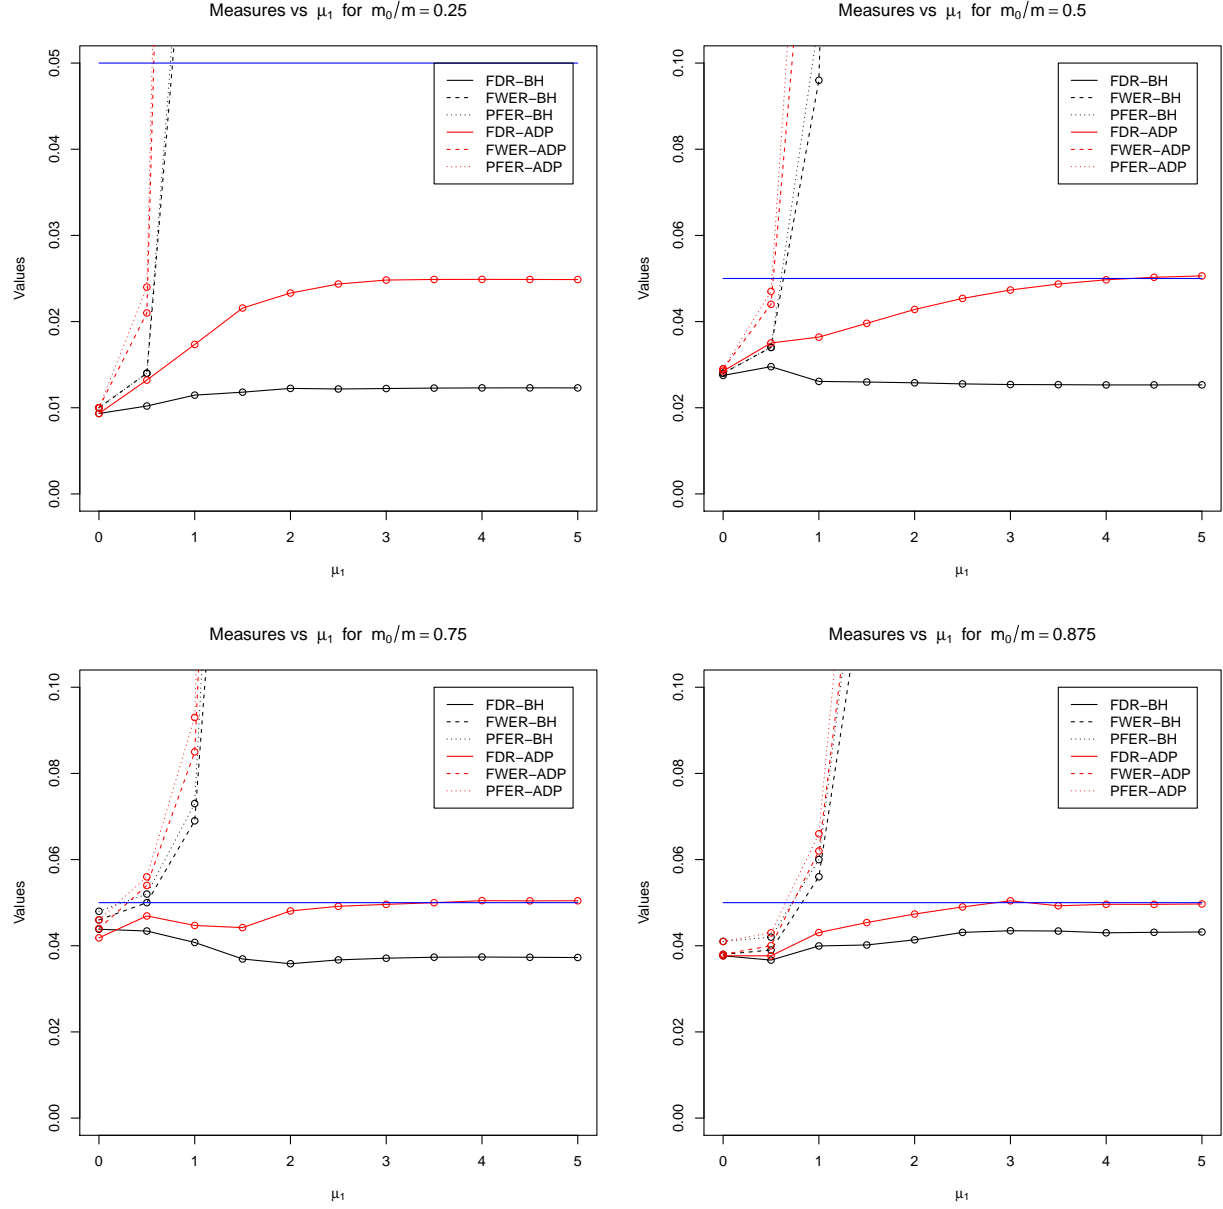 Measures vs μ₁ for m₀/m = 0.25
0.05
0.04
0.03
0.02
0.01
0.00
Values
FDR−BH
FWER−BH
PFER−BH
FDR−ADP
FWER−ADP
PFER−ADP
0 1 2 3 4 5
μ₁
Measures vs μ₁ for m₀/m = 0.5
0.10
0.08
0.06
0.04
0.02
0.00
Values
FDR−BH
FWER−BH
PFER−BH
FDR−ADP
FWER−ADP
PFER−ADP
0 1 2 3 4 5
μ₁
Measures vs μ₁ for m₀/m = 0.75
0.10
0.08
0.06
0.04
0.02
0.00
Values
FDR−BH
FWER−BH
PFER−BH
FDR−ADP
FWER−ADP
PFER−ADP
0 1 2 3 4 5
μ₁
Measures vs μ₁ for m₀/m = 0.875
0.10
0.08
0.06
0.04
0.02
0.00
Values
FDR−BH
FWER−BH
PFER−BH
FDR−ADP
FWER−ADP
PFER−ADP
0 1 2 3 4 5
μ₁